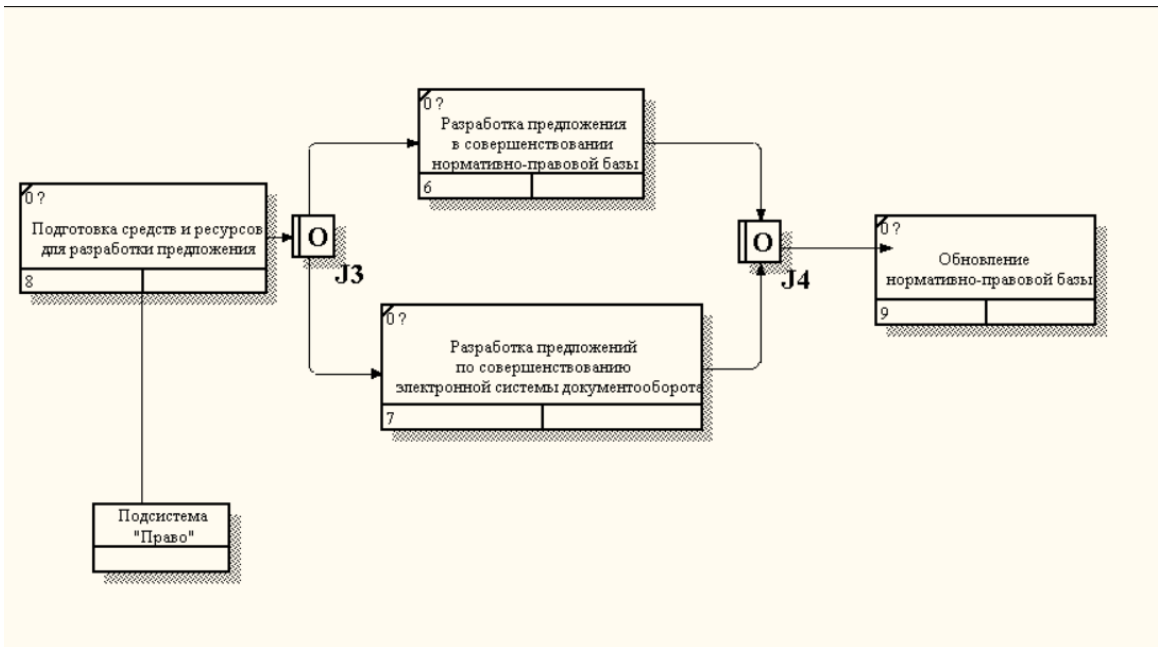 0 ?
Разработка предложения
в совершенствовании
нормативно-правовой базы
6
0 ?
Подготовка средств и ресурсов
для разработки предложения
8
O
J3
O
J4
0 ?
Обновление
нормативно-правовой базы
9
0 ?
Разработка предложений
по совершенствованию
электронной системы документооборота
7
Подсистема
"Право"